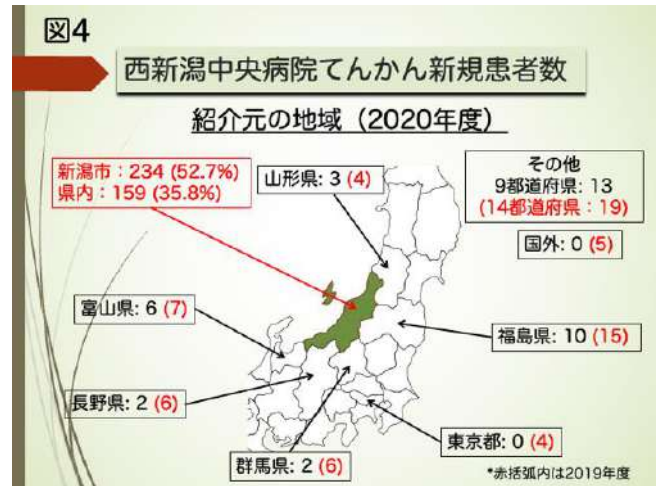 図4
西新潟中央病院てんかん新規患者数
紹介元の地域（2020年度）
新潟市：234 (52.7%)
県内：159 (35.8%)
山形県: 3 (4)
その他
9都道府県: 13
(14都道府県：19)
国外: 0 (5)
富山県: 6 (7)
福島県: 10 (15)
長野県: 2 (6)
東京都: 0 (4)
群馬県: 2 (6)
*赤括弧内は2019年度